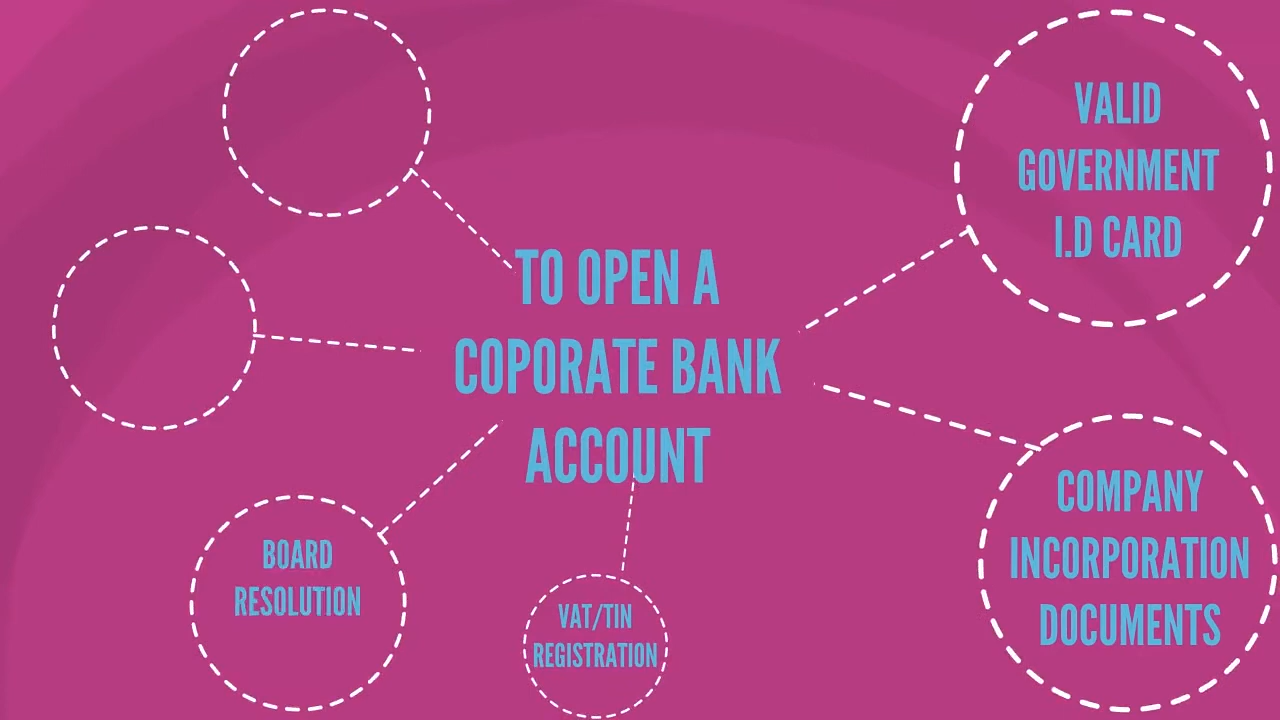 VALID
GOVERNMENT
I.D CARD
TO OPEN A
COPORATE BANK
ACCOUNT
COMPANY
INCORPORATION
DOCUMENTS
BOARD
RESOLUTION
VAT/TIN
REGISTRATION